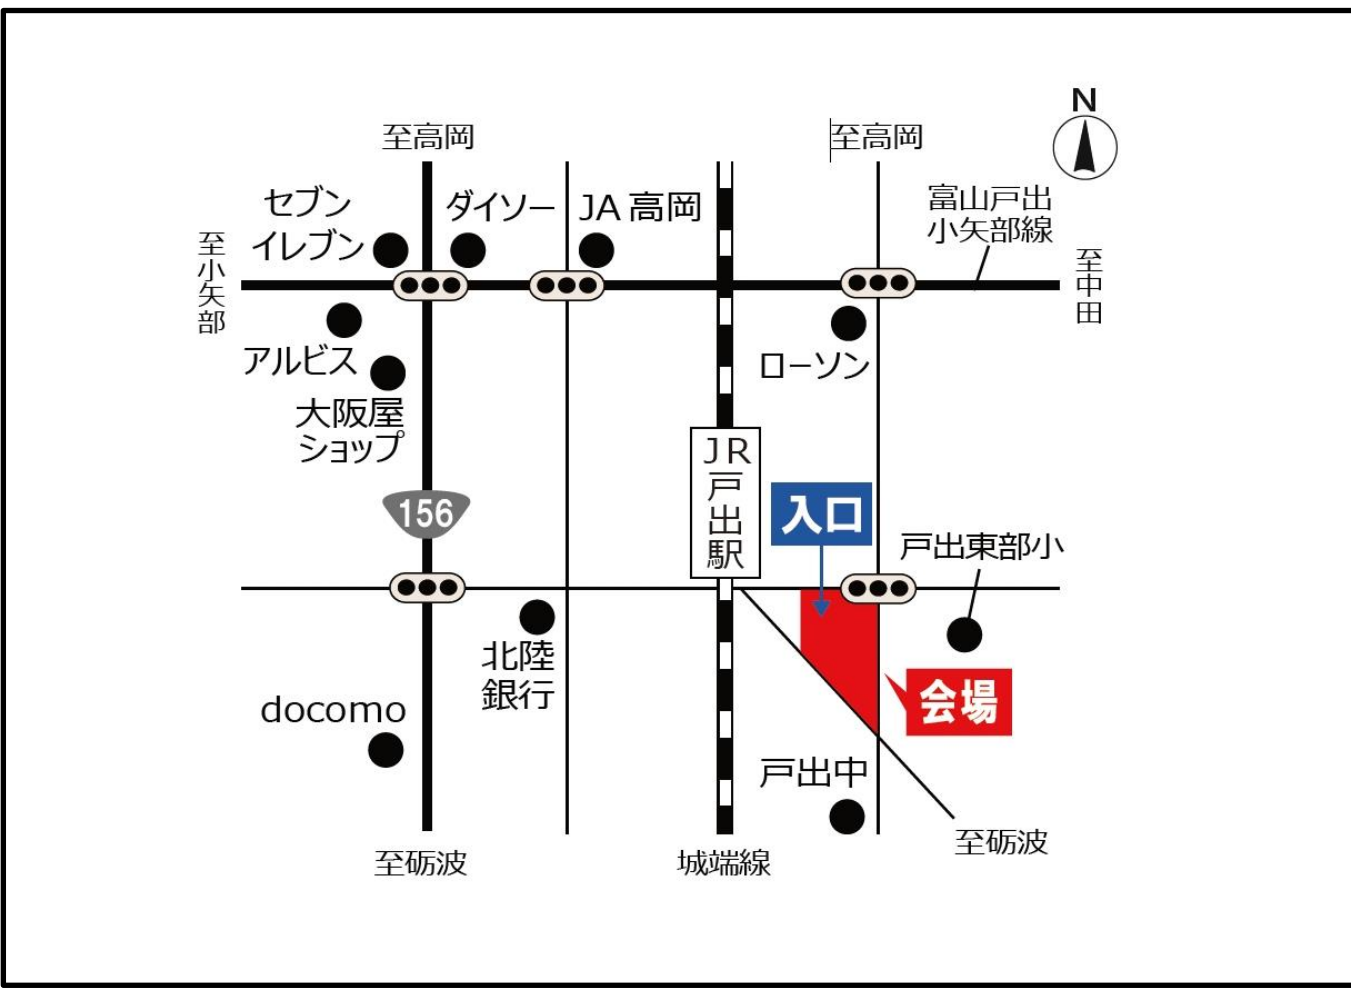 N
至高岡
至高岡
セブン
イレブン
ダイソー
JA 高岡
富山戸出
小矢部線
至小矢部
至中田
アルビス
ローソン
大阪屋
ショップ
JR戸出駅
156
入口
戸出東部小
北陸
銀行
会場
docomo
戸出中
至砺波
城端線
至砺波